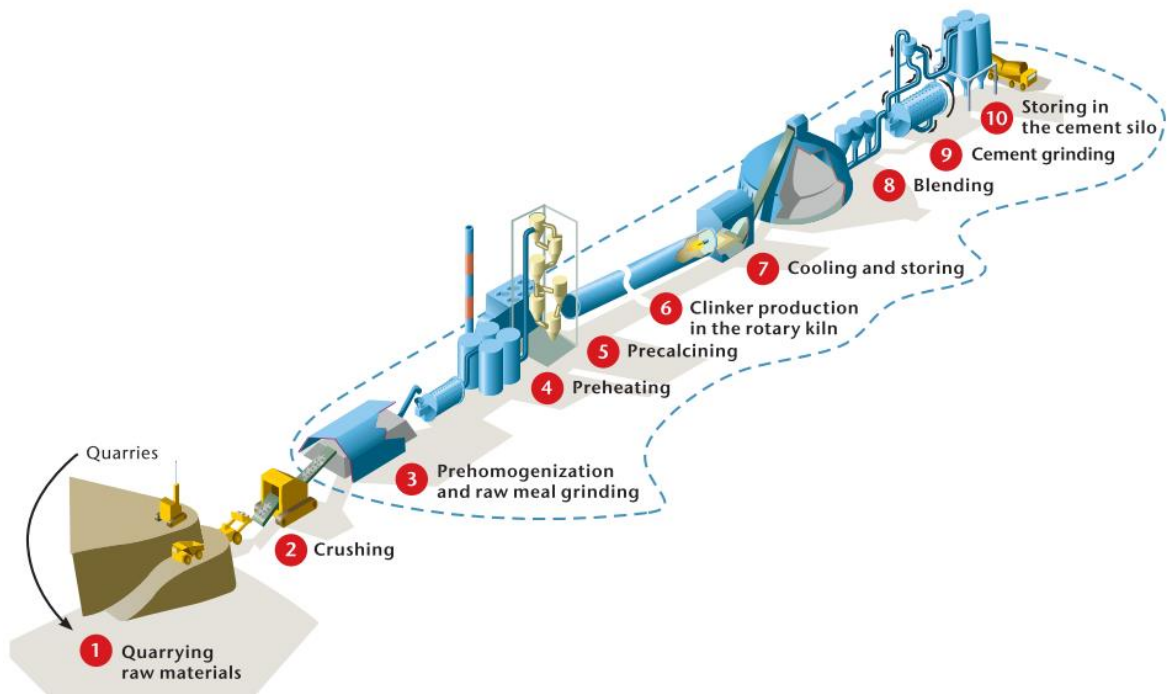 Quarries
1 Quarrying
raw materials
2 Crushing
3 Prehomogenization
and raw meal grinding
4 Preheating
5 Precalcining
6 Clinker production
in the rotary kiln
7 Cooling and storing
8 Blending
9 Cement grinding
10 Storing in
the cement silo